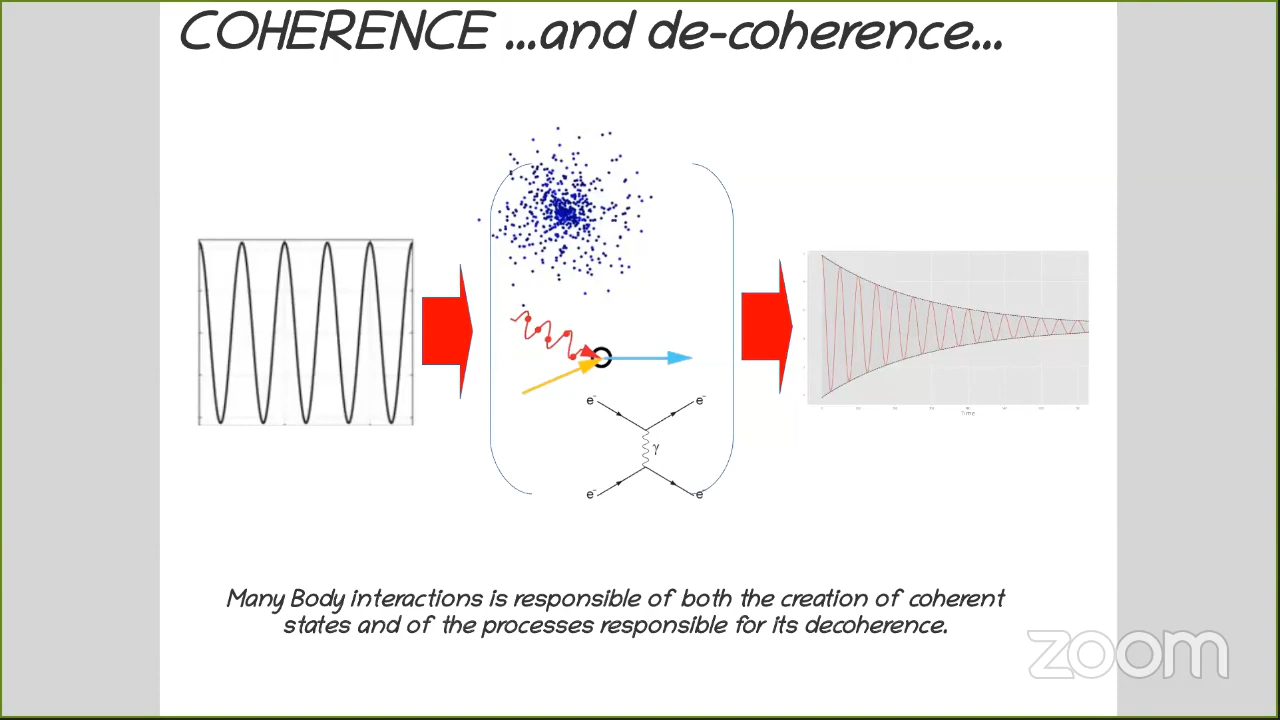 COHERENCE ...and de-coherence...
e⁻
e⁻
γ
e⁻
e⁻
Time
Many Body interactions is responsible of both the creation of coherent
states and of the processes responsible for its decoherence.
zoom